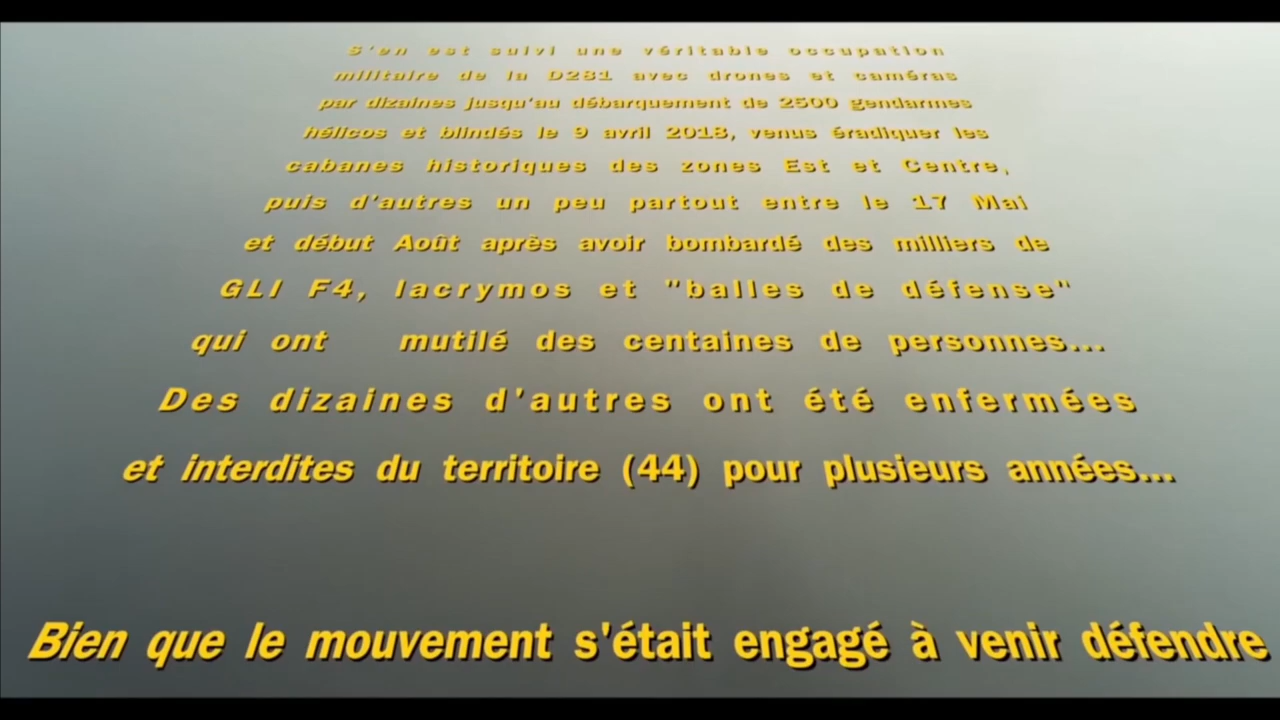 S'en est suivi une véritable occupation
militaire de la D281 avec drones et caméras
par dizaines jusqu'au débarquement de 2500 gendarmes
hélicos et blindés le 9 avril 2018, venus éradiquer les
cabanes historiques des zones Est et Centre,
puis d'autres un peu partout entre le 17 Mai
et début Août après avoir bombardé des milliers de
GLI F4, lacrymos et "balles de défense"
qui ont mutilé des centaines de personnes...
Des dizaines d'autres ont été enfermées
et interdites du territoire (44) pour plusieurs années...
Bien que le mouvement s'était engagé à venir défendre